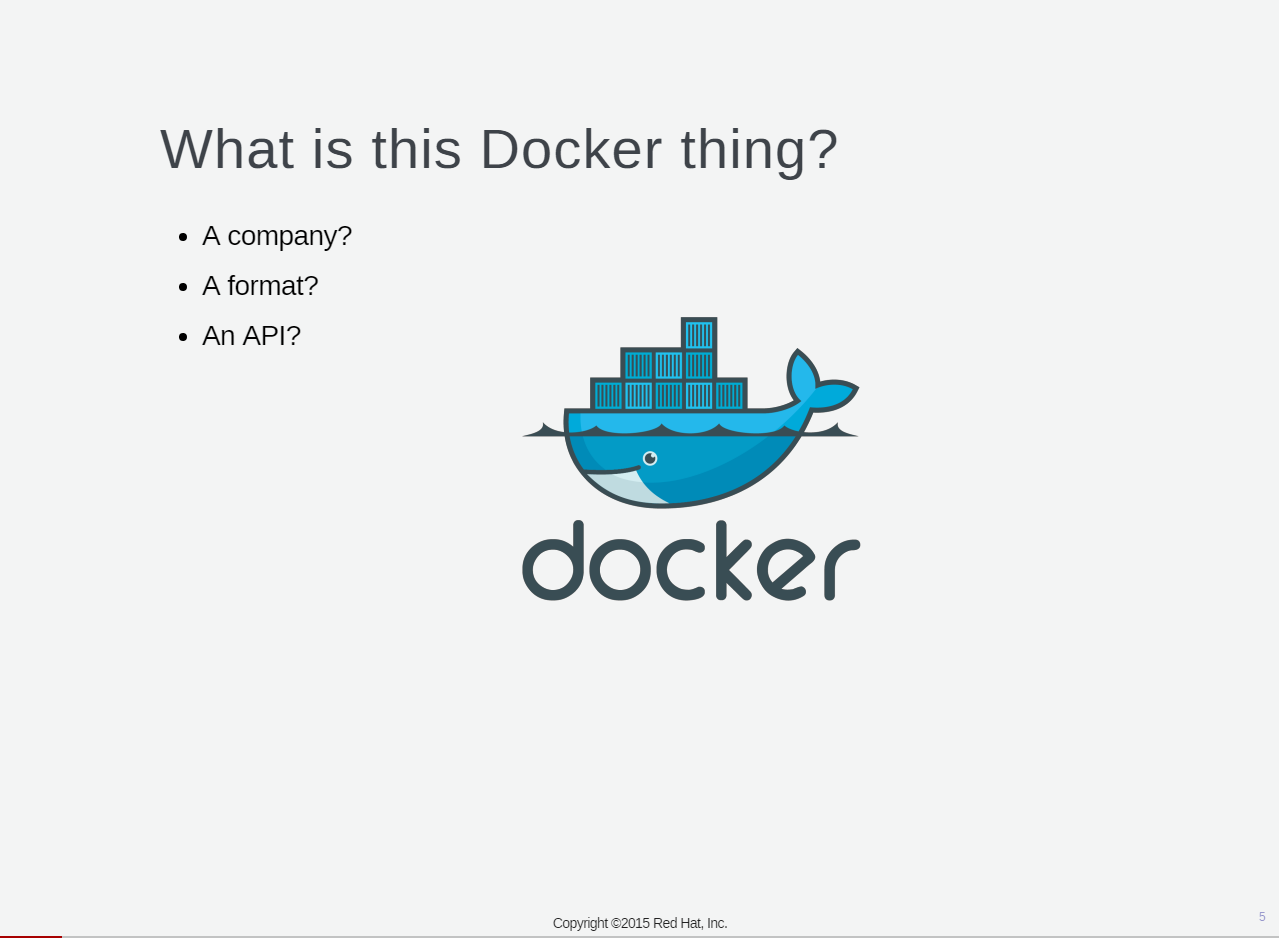 What is this Docker thing?
A company?
A format?
An API?
docker
Copyright ©2015 Red Hat, Inc.
5